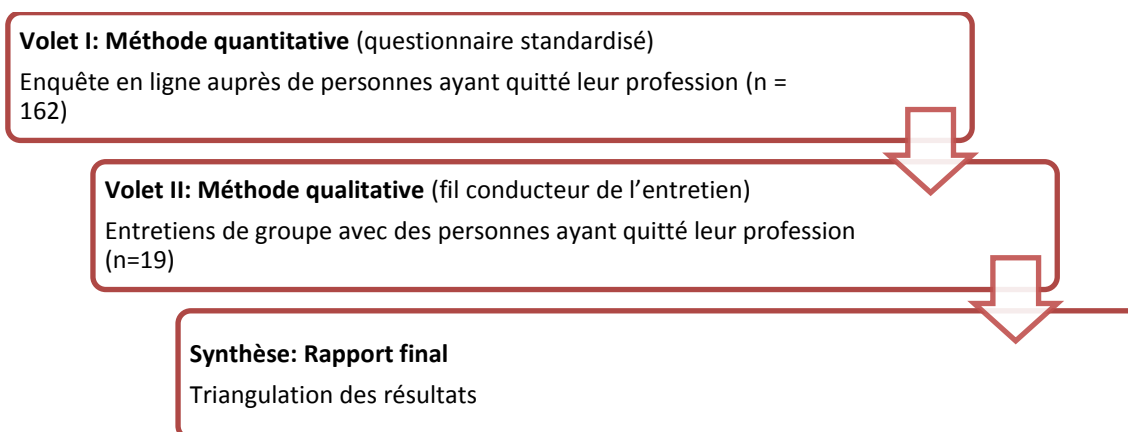 Volet I: Méthode quantitative (questionnaire standardisé)
Enquête en ligne auprès de personnes ayant quitté leur profession (n =
162)
Volet II: Méthode qualitative (fil conducteur de l’entretien)
Entretiens de groupe avec des personnes ayant quitté leur profession
(n=19)
Synthèse: Rapport final
Triangulation des résultats